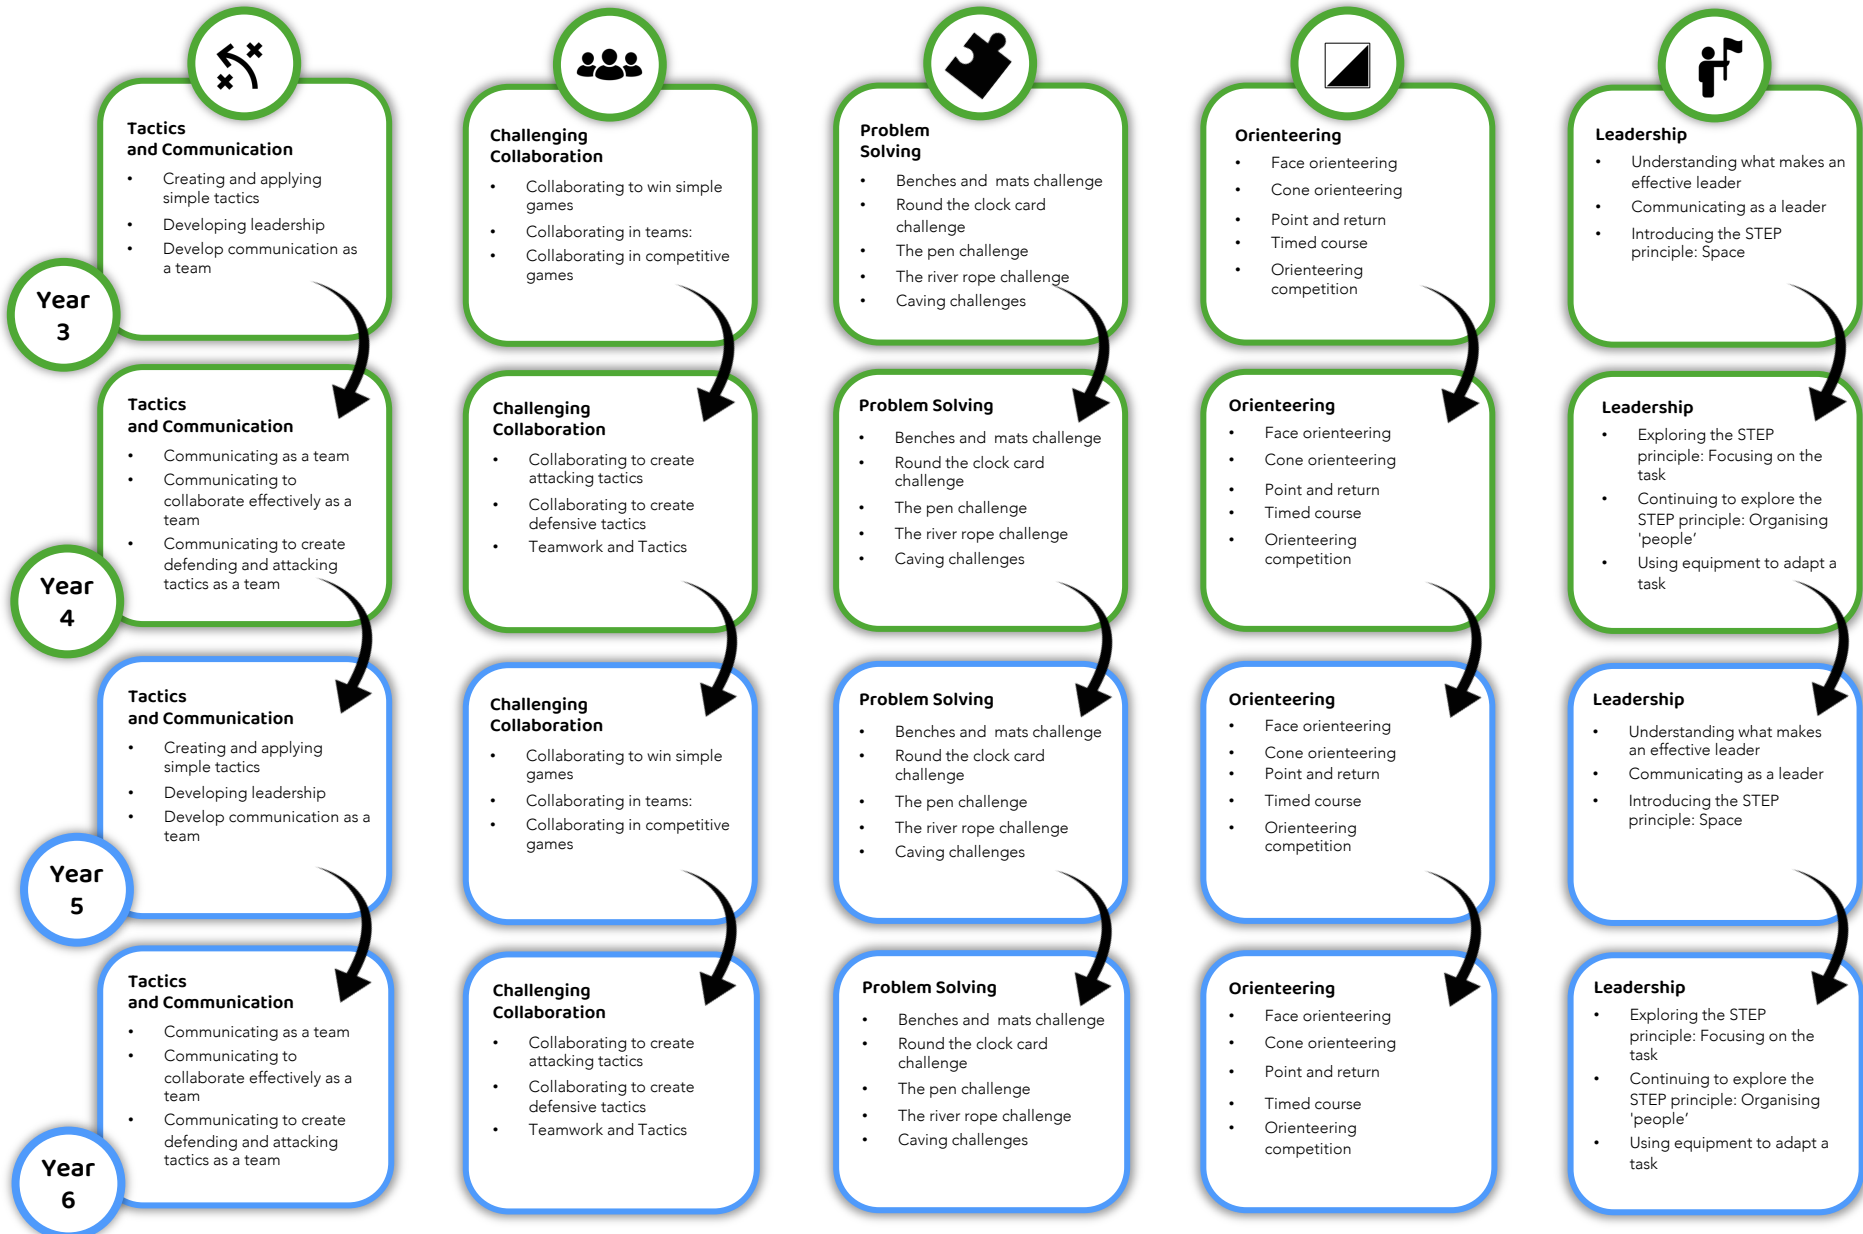 Year
3
Tactics
and Communication
• Creating and applying
simple tactics
• Developing leadership
• Develop communication as
a team
Challenging
Collaboration
• Collaborating to win simple
games
• Collaborating in teams:
• Collaborating in competitive
games
Problem
Solving
• Benches and mats challenge
• Round the clock card
challenge
• The pen challenge
• The river rope challenge
• Caving challenges
Orienteering
• Face orienteering
• Cone orienteering
• Point and return
• Timed course
• Orienteering
competition
Leadership
• Understanding what makes an
effective leader
• Communicating as a leader
• Introducing the STEP
principle: Space
Year
4
Tactics
and Communication
• Communicating as a team
• Communicating to
collaborate effectively as a
team
• Communicating to create
defending and attacking
tactics as a team
Challenging
Collaboration
• Collaborating to create
attacking tactics
• Collaborating to create
defensive tactics
• Teamwork and Tactics
Problem Solving
• Benches and mats challenge
• Round the clock card
challenge
• The pen challenge
• The river rope challenge
• Caving challenges
Orienteering
• Face orienteering
• Cone orienteering
• Point and return
• Timed course
• Orienteering
competition
Leadership
• Exploring the STEP
principle: Focusing on the
task
• Continuing to explore the
STEP principle: Organising
'people’
• Using equipment to adapt a
task
Year
5
Tactics
and Communication
• Creating and applying
simple tactics
• Developing leadership
• Develop communication as a
team
Challenging
Collaboration
• Collaborating to win simple
games
• Collaborating in teams:
• Collaborating in competitive
games
Problem Solving
• Benches and mats challenge
• Round the clock card
challenge
• The pen challenge
• The river rope challenge
• Caving challenges
Orienteering
• Face orienteering
• Cone orienteering
• Point and return
• Timed course
• Orienteering
competition
Leadership
• Understanding what makes
an effective leader
• Communicating as a leader
• Introducing the STEP
principle: Space
Year
6
Tactics
and Communication
• Communicating as a team
• Communicating to
collaborate effectively as a
team
• Communicating to create
defending and attacking
tactics as a team
Challenging
Collaboration
• Collaborating to create
attacking tactics
• Collaborating to create
defensive tactics
• Teamwork and Tactics
Problem Solving
• Benches and mats challenge
• Round the clock card
challenge
• The pen challenge
• The river rope challenge
• Caving challenges
Orienteering
• Face orienteering
• Cone orienteering
• Point and return
• Timed course
• Orienteering
competition
Leadership
• Exploring the STEP
principle: Focusing on the
task
• Continuing to explore the
STEP principle: Organising
'people’
• Using equipment to adapt a
task